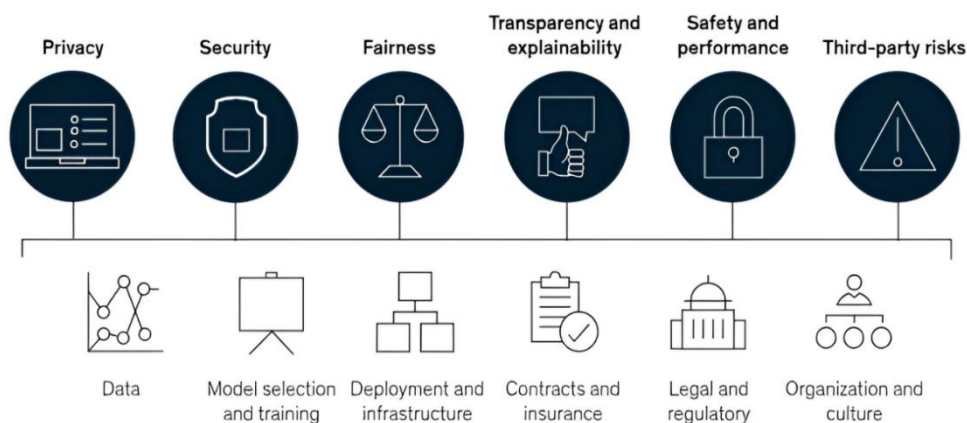 Privacy
Security
Fairness
Transparency and
explainability
Safety and
performance
Third-party risks
Data
Model selection
and training
Deployment and
infrastructure
Contracts and
insurance
Legal and
regulatory
Organization and
culture